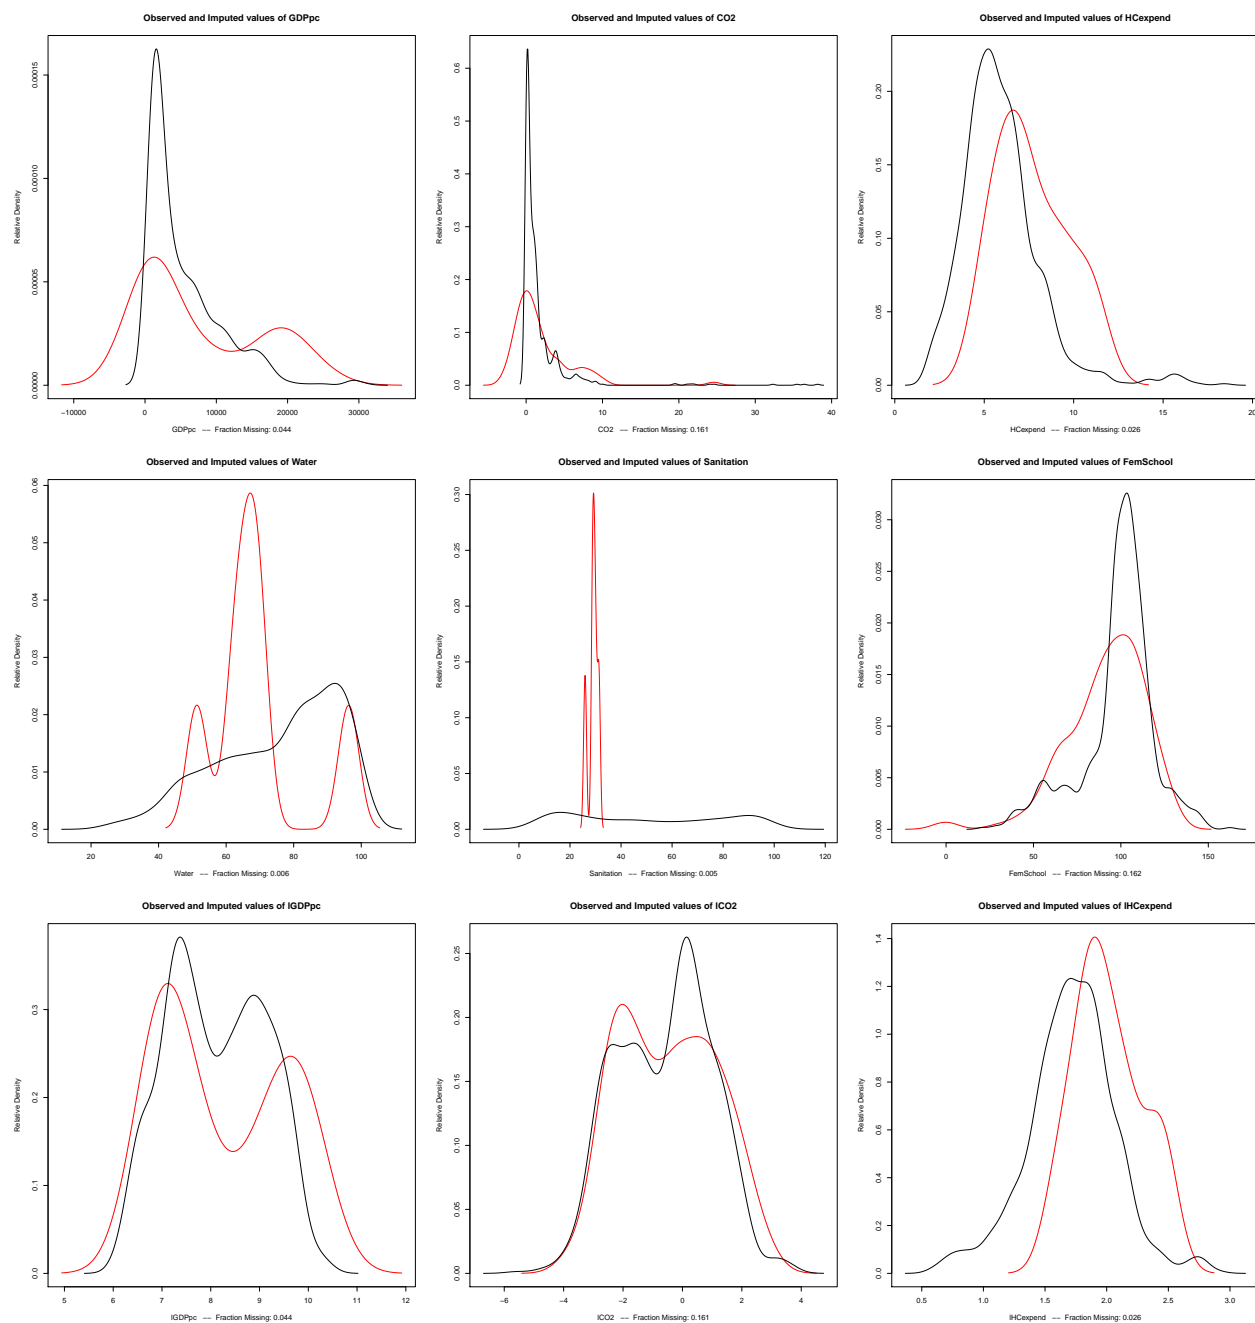 Observed and Imputed values of GDPpc
Relative Density
0.00000 0.00005 0.00010 0.00015
−10000 0 10000 20000 30000
GDPpc −− Fraction Missing: 0.044
Observed and Imputed values of CO2
Relative Density
0.0 0.1 0.2 0.3 0.4 0.5 0.6
0 10 20 30 40
CO2 −− Fraction Missing: 0.161
Observed and Imputed values of HCexpend
Relative Density
0.00 0.05 0.10 0.15 0.20
0 5 10 15 20
HCexpend −− Fraction Missing: 0.026
Observed and Imputed values of Water
Relative Density
0.00 0.01 0.02 0.03 0.04 0.05 0.06
20 40 60 80 100
Water −− Fraction Missing: 0.006
Observed and Imputed values of Sanitation
Relative Density
0.00 0.05 0.10 0.15 0.20 0.25 0.30
0 20 40 60 80 100 120
Sanitation −− Fraction Missing: 0.005
Observed and Imputed values of FemSchool
Relative Density
0.000 0.005 0.010 0.015 0.020 0.025 0.030
0 50 100 150
FemSchool −− Fraction Missing: 0.162
Observed and Imputed values of lGDPpc
Relative Density
0.0 0.1 0.2 0.3
5 6 7 8 9 10 11 12
lGDPpc −− Fraction Missing: 0.044
Observed and Imputed values of lCO2
Relative Density
0.00 0.05 0.10 0.15 0.20 0.25
−6 −4 −2 0 2 4
lCO2 −− Fraction Missing: 0.161
Observed and Imputed values of lHCexpend
Relative Density
0.0 0.2 0.4 0.6 0.8 1.0 1.2 1.4
0.5 1.0 1.5 2.0 2.5 3.0
lHCexpend −− Fraction Missing: 0.026